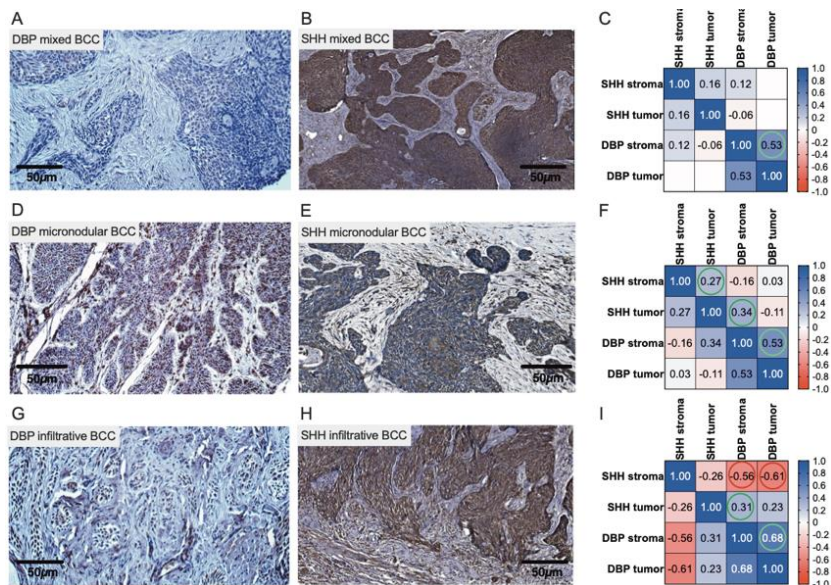 A
DBP mixed BCC
50µm
B
SHH mixed BCC
50µm
C
SHH stroma
SHH tumor
DBP stroma
DBP tumor
SHH stroma 1.00 0.16 0.12
SHH tumor 0.16 1.00 -0.06
DBP stroma 0.12 -0.06 1.00 0.53
DBP tumor 0.53 1.00
1.0
0.8
0.6
0.4
0.2
0
-0.2
-0.4
-0.6
-0.8
-1.0
D
DBP micronodular BCC
50µm
E
SHH micronodular BCC
50µm
F
SHH stroma
SHH tumor
DBP stroma
DBP tumor
SHH stroma 1.00 0.27 -0.16 0.03
SHH tumor 0.27 1.00 0.34 -0.11
DBP stroma -0.16 0.34 1.00 0.53
DBP tumor 0.03 -0.11 0.53 1.00
1.0
0.8
0.6
0.4
0.2
0
-0.2
-0.4
-0.6
-0.8
-1.0
G
DBP infiltrative BCC
50µm
H
SHH infiltrative BCC
50µm
I
SHH stroma
SHH tumor
DBP stroma
DBP tumor
SHH stroma 1.00 -0.26 -0.56 -0.61
SHH tumor -0.26 1.00 0.31 0.23
DBP stroma -0.56 0.31 1.00 0.68
DBP tumor -0.61 0.23 0.68 1.00
1.0
0.8
0.6
0.4
0.2
0
-0.2
-0.4
-0.6
-0.8
-1.0